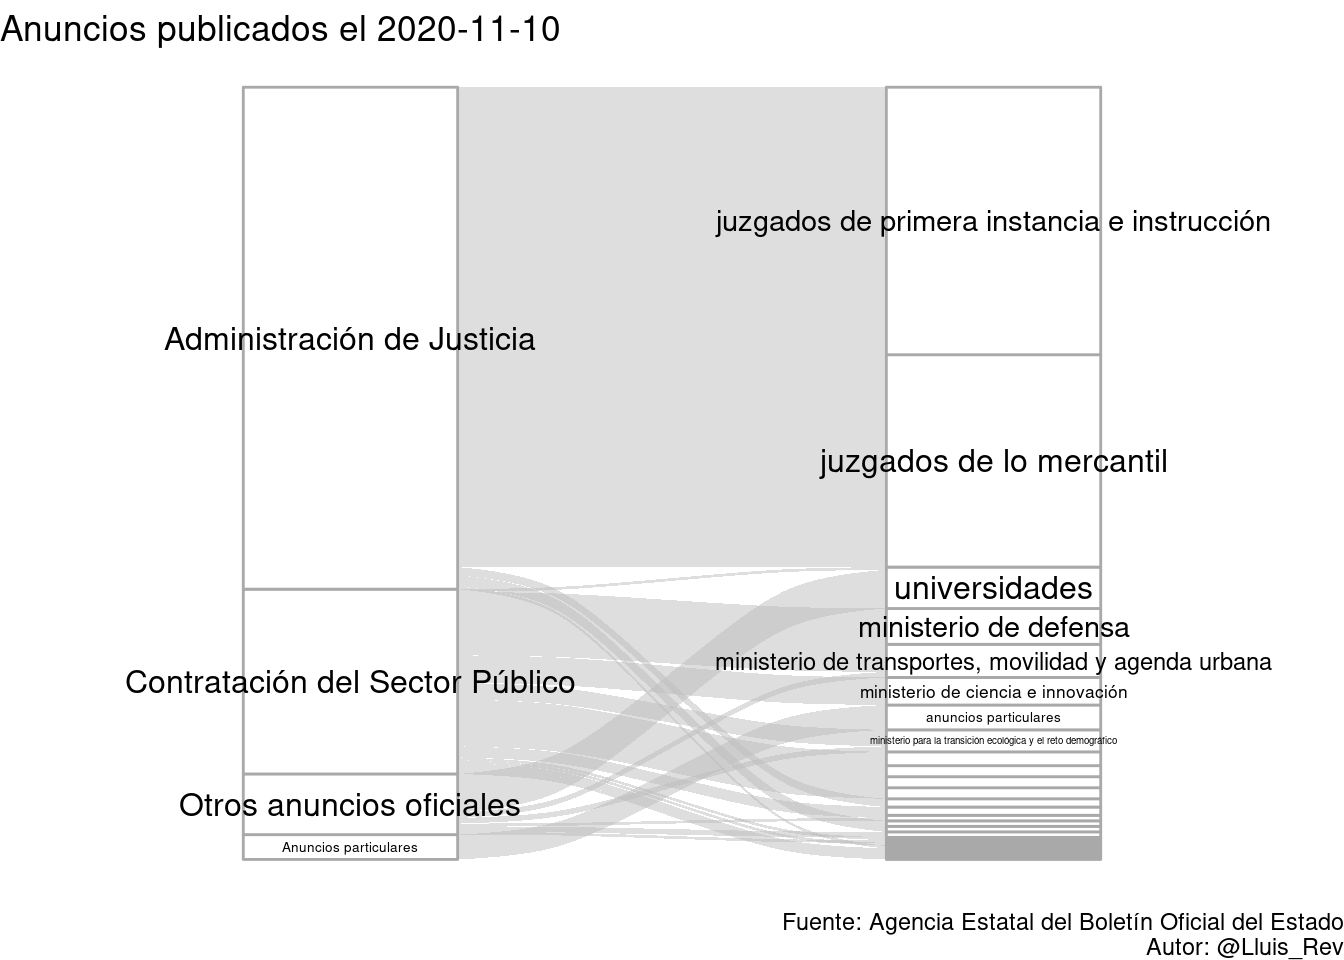 Anuncios publicados el 2020-11-10
Administración de Justicia
Contratación del Sector Público
Otros anuncios oficiales
Anuncios particulares
juzgados de primera instancia e instrucción
juzgados de lo mercantil
universidades
ministerio de defensa
ministerio de transportes, movilidad y agenda urbana
ministerio de ciencia e innovación
anuncios particulares
ministerio para la transición ecológica y el reto demográfico
Fuente: Agencia Estatal del Boletín Oficial del Estado
Autor: @Lluis_Rev